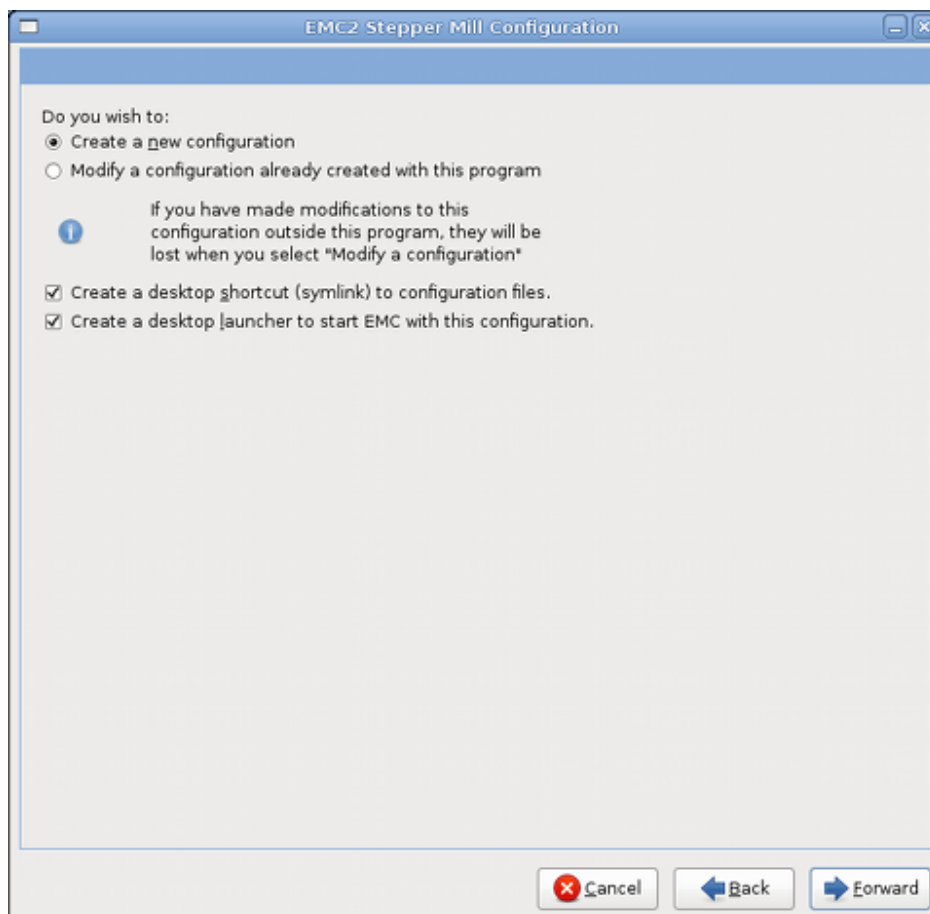 EMC2 Stepper Mill Configuration
Do you wish to:
Create a new configuration
Modify a configuration already created with this program
If you have made modifications to this
configuration outside this program, they will be
lost when you select "Modify a configuration"
Create a desktop shortcut (symlink) to configuration files.
Create a desktop launcher to start EMC with this configuration.
Cancel Back Forward